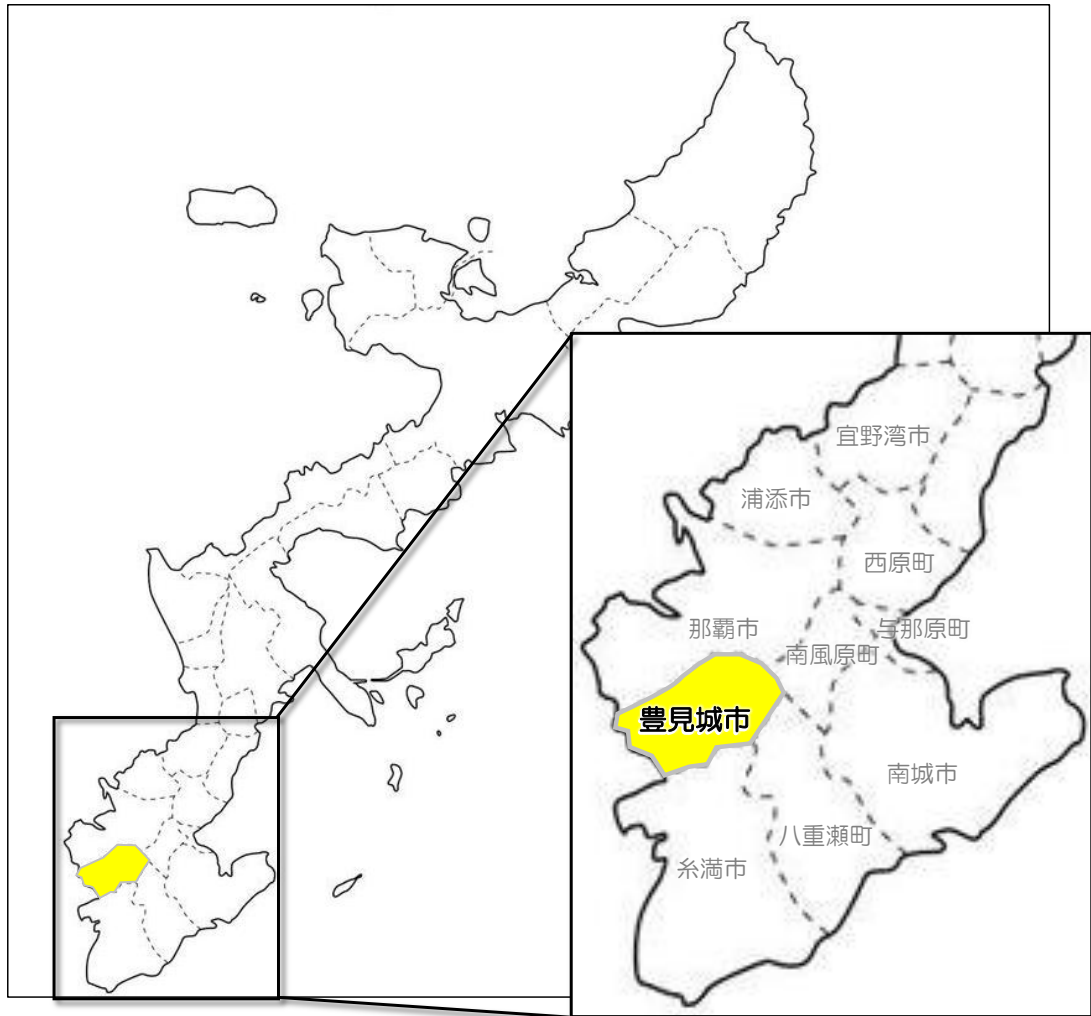 宜野湾市
浦添市
西原町
与那原町
那覇市
南風原町
豊見城市
南城市
八重瀬町
糸満市